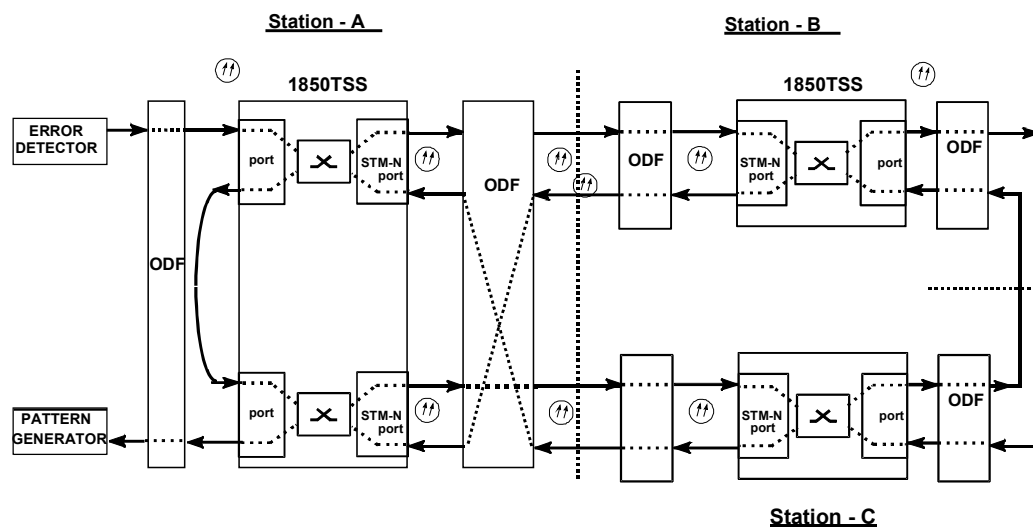 Station - A
Station - B
1850TSS
1850TSS
ERROR
DETECTOR
port
STM-N
port
ODF
ODF
STM-N
port
port
ODF
ODF
PATTERN
GENERATOR
port
STM-N
port
STM-N
port
port
ODF
Station - C